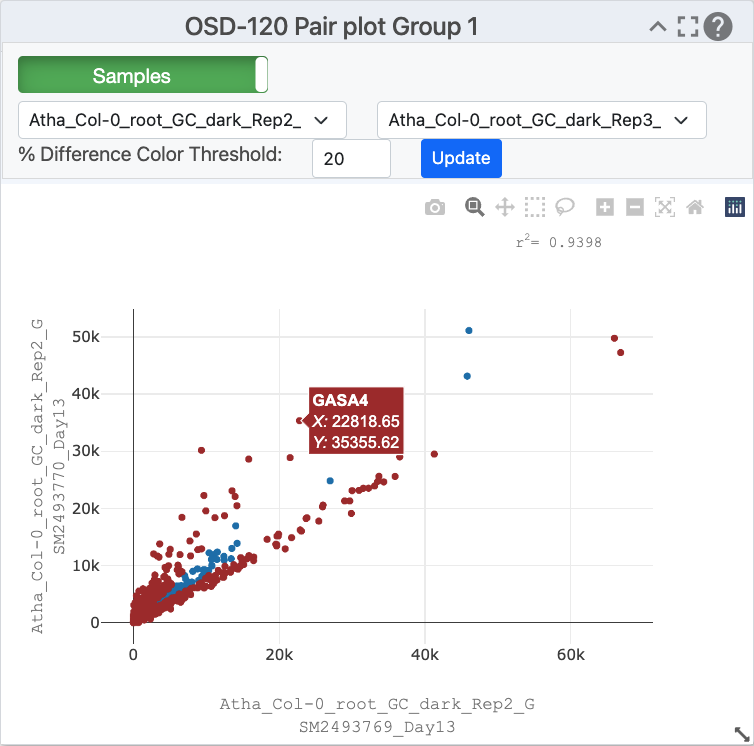 OSD-120 Pair plot Group 1
?
Samples
Atha_Col-0_root_GC_dark_Rep2_
Atha_Col-0_root_GC_dark_Rep3_
% Difference Color Threshold:
20
Update
r²= 0.9398
50k
40k
30k
20k
10k
0
GASA4
X: 22818.65
Y: 35355.62
Atha_Col-0_root_GC_dark_Rep2_G
SM2493770_Day13
0
20k
40k
60k
Atha_Col-0_root_GC_dark_Rep2_G
SM2493769_Day13